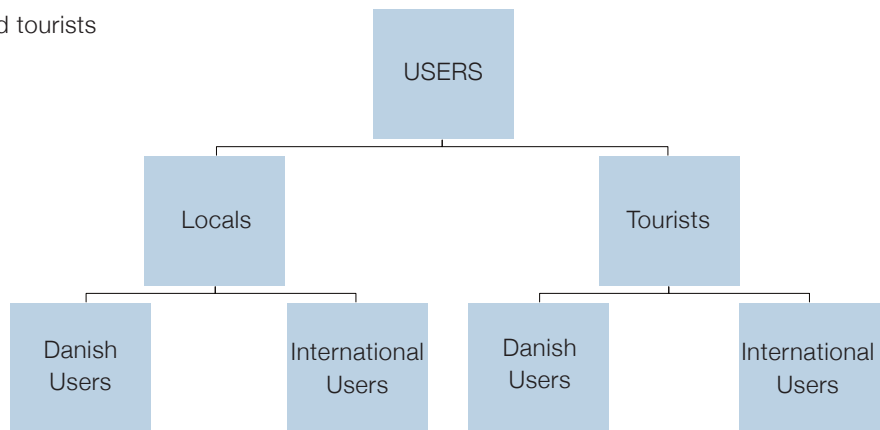 d tourists
USERS
Locals
Tourists
Danish
Users
International
Users
Danish
Users
International
Users